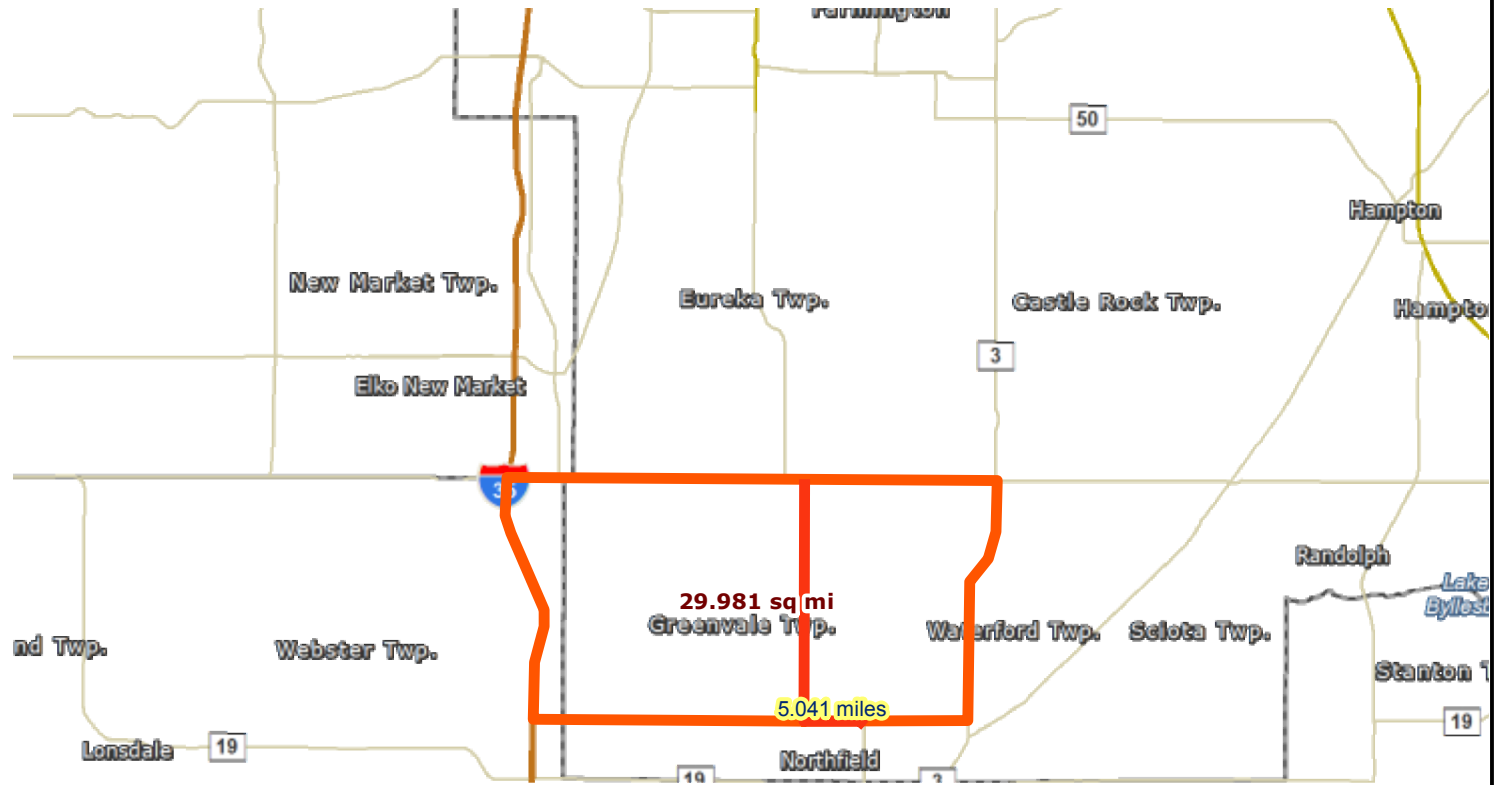 Farmington
50
Hampton
New Market Twp.
Eureka Twp.
Castle Rock Twp.
Hampto
3
Elko New Market
35
Randolph
Lake
Bylles
29.981 sq mi
Greenvale Twp.
Waterford Twp.
Sciota Twp.
nd Twp.
Webster Twp.
Stanton T
5.041 miles
19
Lonsdale
19
Northfield
19
3